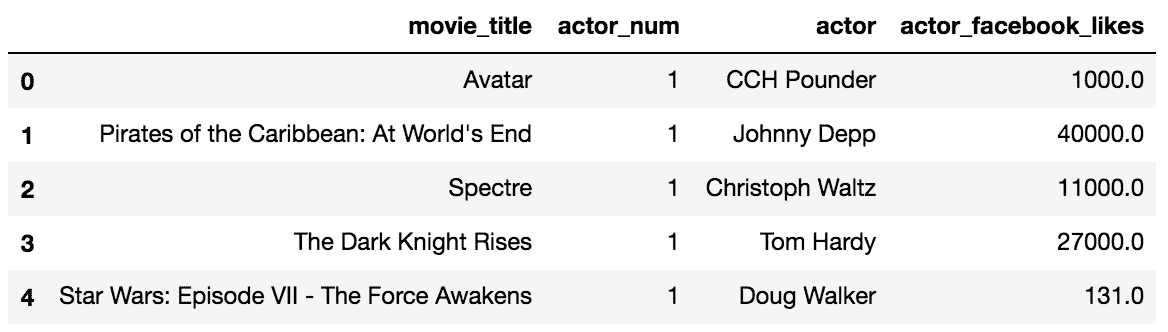 movie_title actor_num actor actor_facebook_likes
0 Avatar 1 CCH Pounder 1000.0
1 Pirates of the Caribbean: At World's End 1 Johnny Depp 40000.0
2 Spectre 1 Christoph Waltz 11000.0
3 The Dark Knight Rises 1 Tom Hardy 27000.0
4 Star Wars: Episode VII - The Force Awakens 1 Doug Walker 131.0